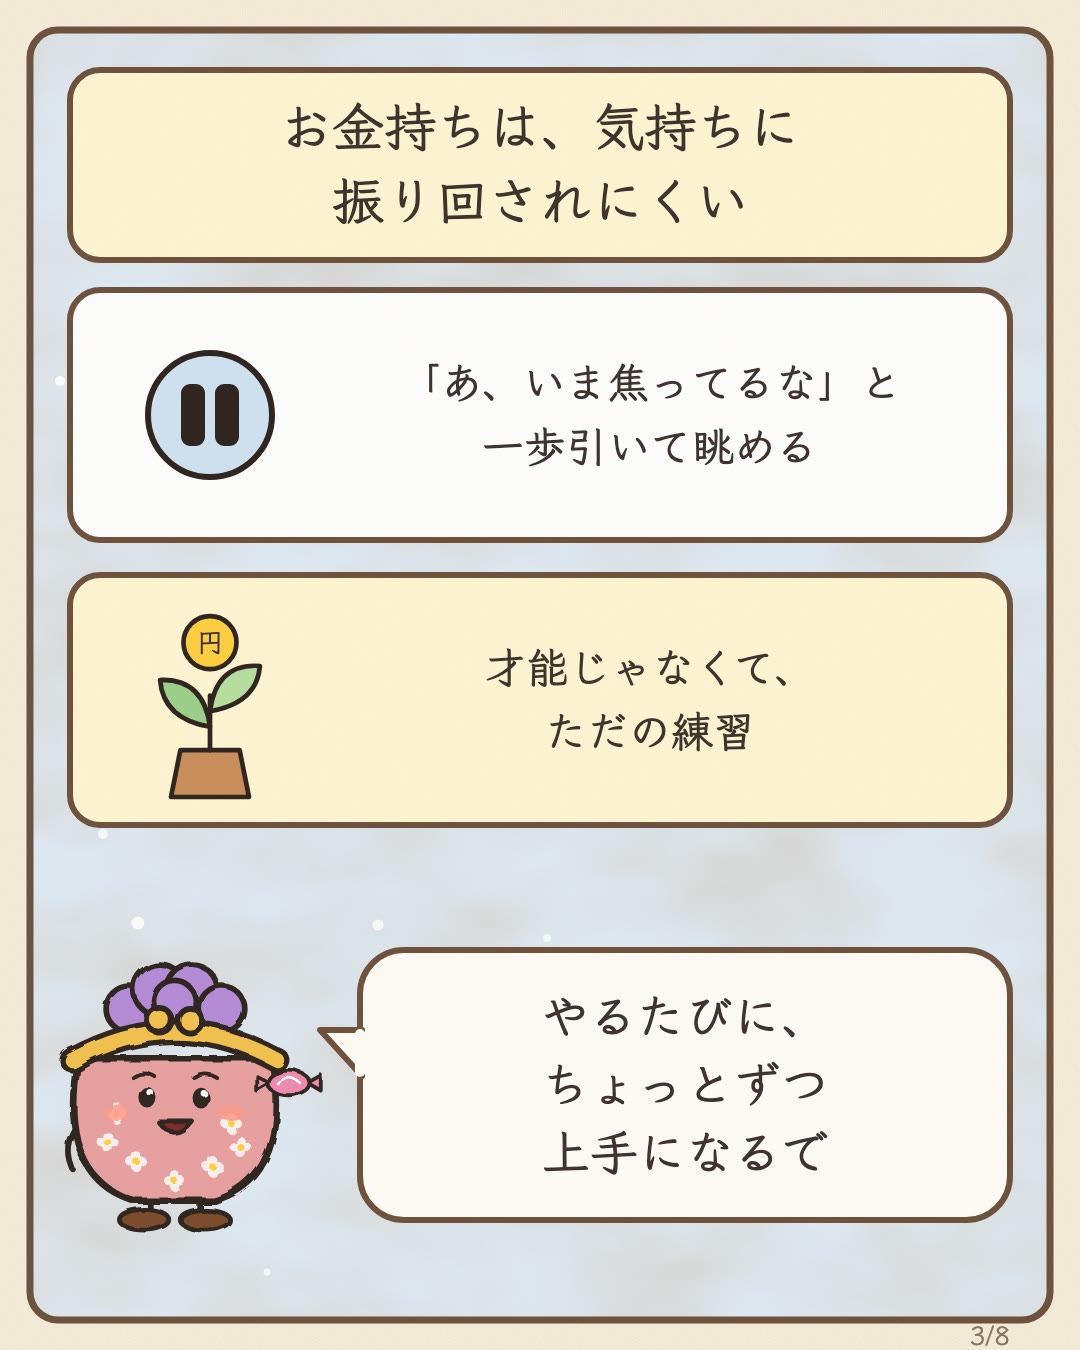 お金持ちは、気持ちに
振り回されにくい
「あ、いま焦ってるな」と
一歩引いて眺める
円
才能じゃなくて、
ただの練習
やるたびに、
ちょっとずつ
上手になるで
3/8